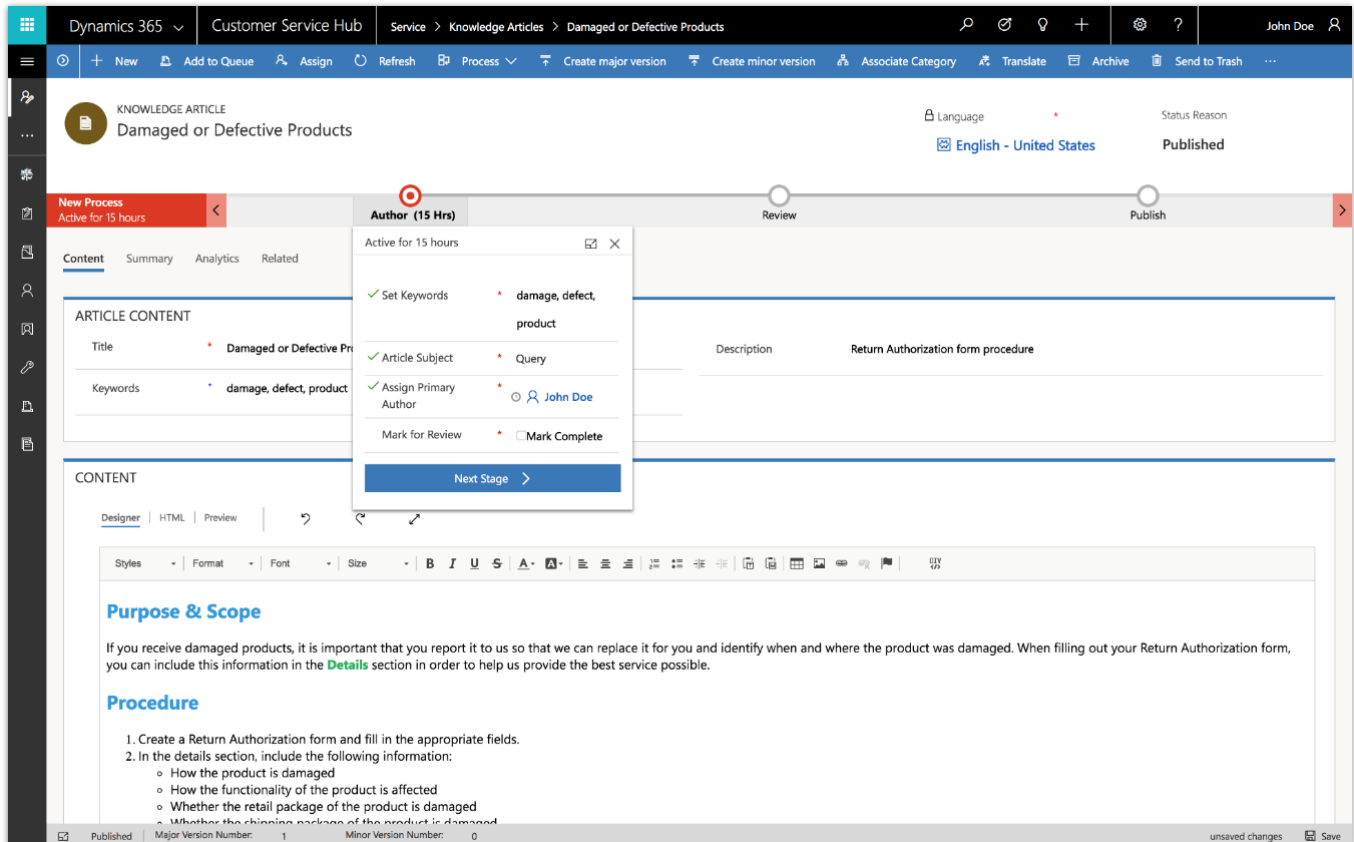 Dynamics 365 Customer Service Hub Service > Knowledge Articles > Damaged or Defective Products John Doe
New Add to Queue Assign Refresh Process Create major version Create minor version Associate Category Translate Archive Send to Trash ...
KNOWLEDGE ARTICLE
Damaged or Defective Products
Language *
English - United States
Status Reason
Published
New Process
Active for 15 hours
Author (15 Hrs)
Review
Publish
Active for 15 hours
Set Keywords * damage, defect,
product
Article Subject * Query
Assign Primary
Author
* John Doe
Mark for Review * Mark Complete
Next Stage
Content Summary Analytics Related
ARTICLE CONTENT
Title * Damaged or Defective Pr
Keywords * damage, defect, product
Description Return Authorization form procedure
CONTENT
Designer | HTML | Preview
Styles Format Font Size B I U S A A DIV
Purpose & Scope
If you receive damaged products, it is important that you report it to us so that we can replace it for you and identify when and where the product was damaged. When filling out your Return Authorization form,
you can include this information in the Details section in order to help us provide the best service possible.
Procedure
1. Create a Return Authorization form and fill in the appropriate fields.
2. In the details section, include the following information:
How the product is damaged
How the functionality of the product is affected
Whether the retail package of the product is damaged
Whether the shipping package of the product is damaged
Published Major Version Number: 1 Minor Version Number: 0 unsaved changes Save